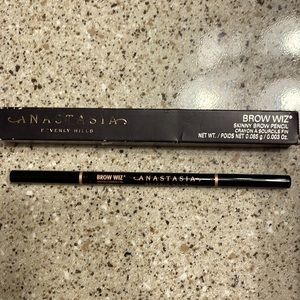 ANASTASIA
BEVERLY HILLS
BROW WIZ®
SKINNY BROW PENCIL
CRAYON À SOURCILS FIN
NET WT. / POIDS NET 0.085 g / 0.003 Oz.
BROW WIZ®
ANASTASIA